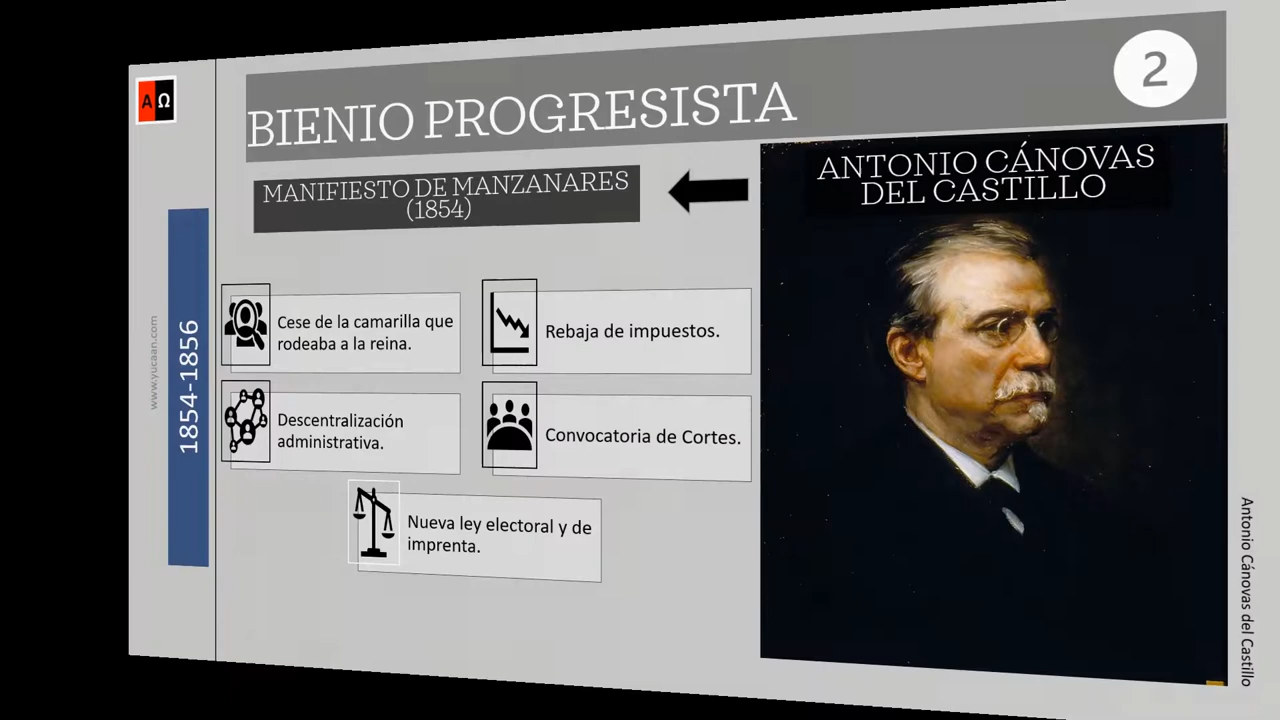 AΩ
BIENIO PROGRESISTA
2
MANIFIESTO DE MANZANARES
(1854)
ANTONIO CÁNOVAS
DEL CASTILLO
www.yucaan.com
1854-1856
Cese de la camarilla que
rodeaba a la reina.
Rebaja de impuestos.
Descentralización
administrativa.
Convocatoria de Cortes.
Nueva ley electoral y de
imprenta.
Antonio Cánovas del Castillo